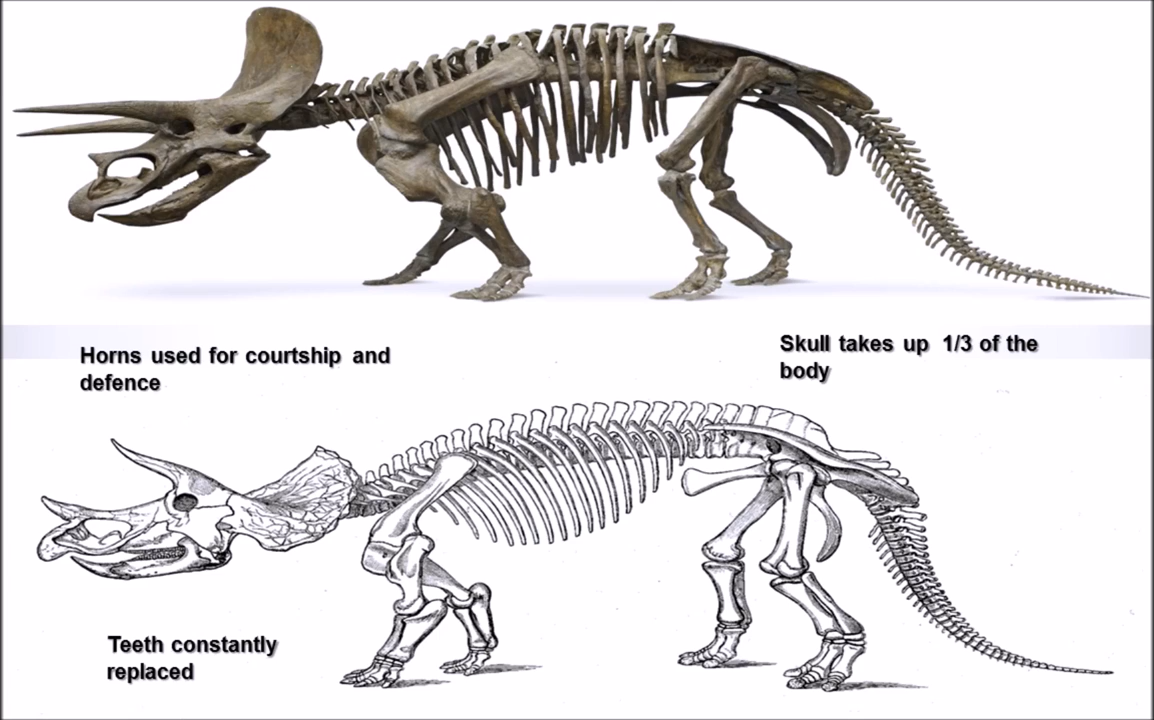 Horns used for courtship and
defence
Skull takes up 1/3 of the
body
Teeth constantly
replaced